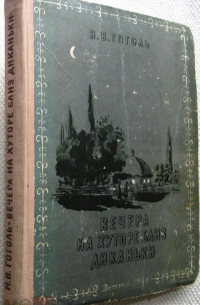 Н.В.ГОГОЛЬ
ВЕЧЕРА
НА ХУТОРЕ БЛИЗ
ДИКАНЬКИ
Н.В.ГОГОЛЬ · ВЕЧЕРА НА ХУТОРЕ БЛИЗ ДИКАНЬКИ